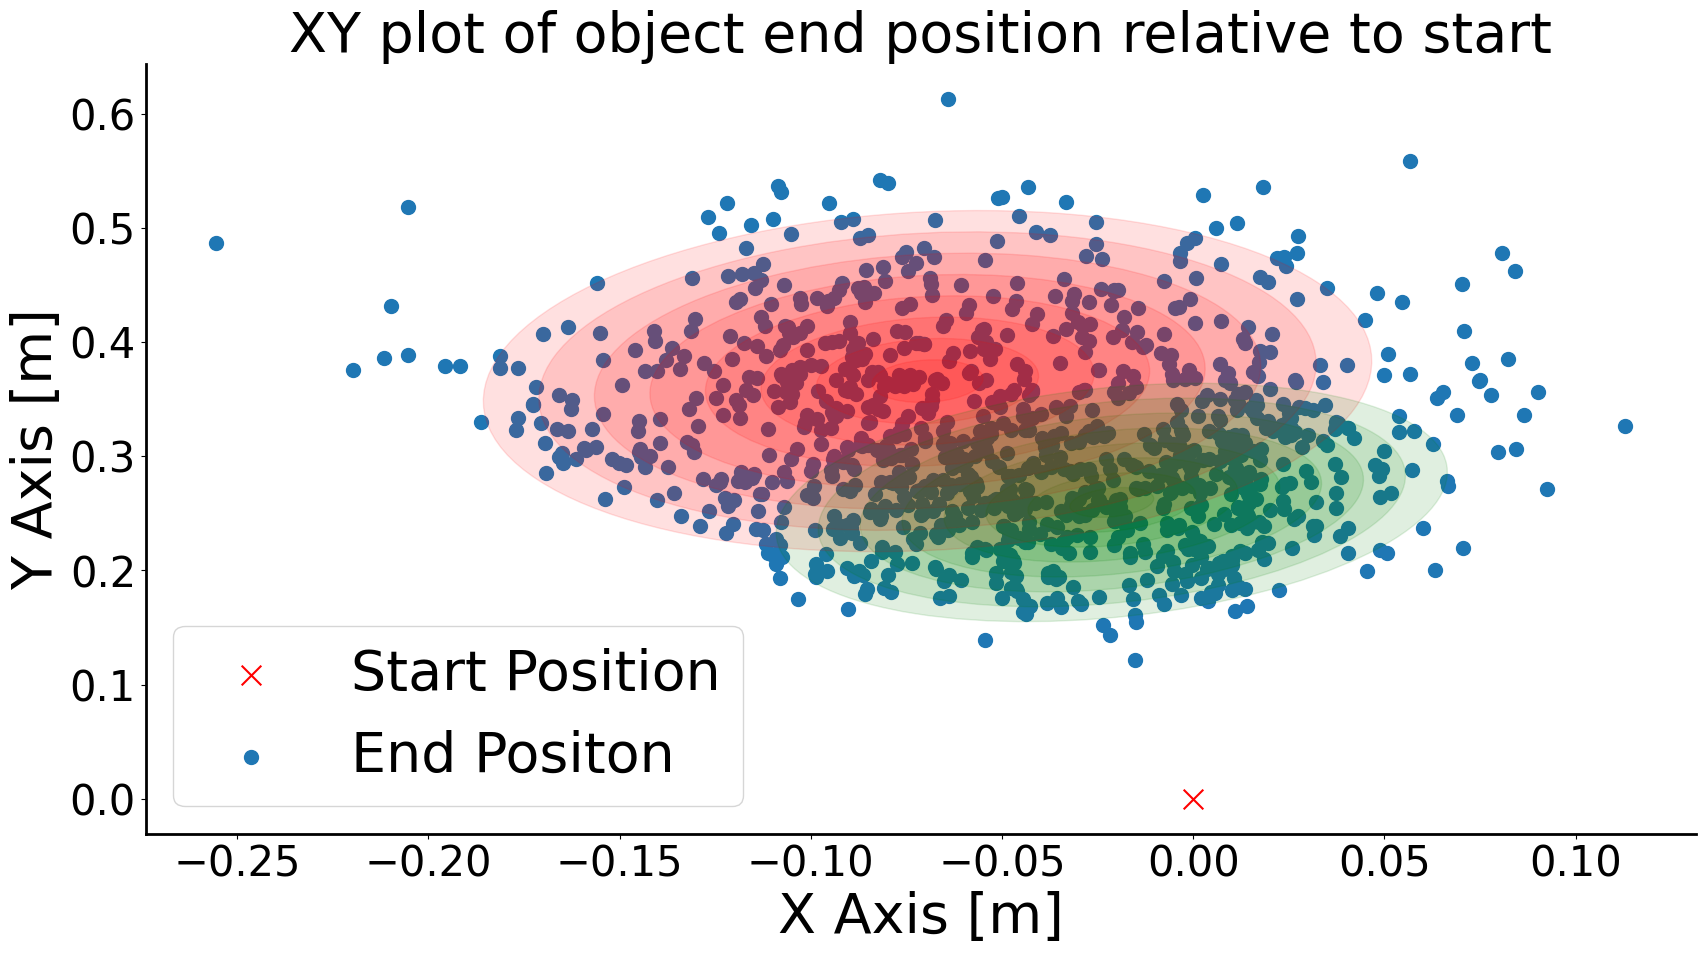 XY plot of object end position relative to start
Y Axis [m]
0.6
0.5
0.4
0.3
0.2
0.1
0.0
Start Position
End Positon
−0.25 −0.20 −0.15 −0.10 −0.05 0.00 0.05 0.10
X Axis [m]